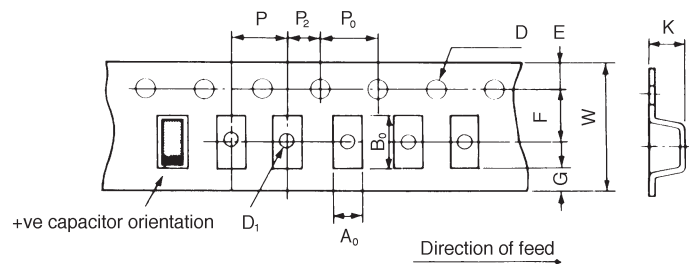 P P₂ P₀ D E K
F
W
B₀
G
+ve capacitor orientation D₁
A₀
Direction of feed